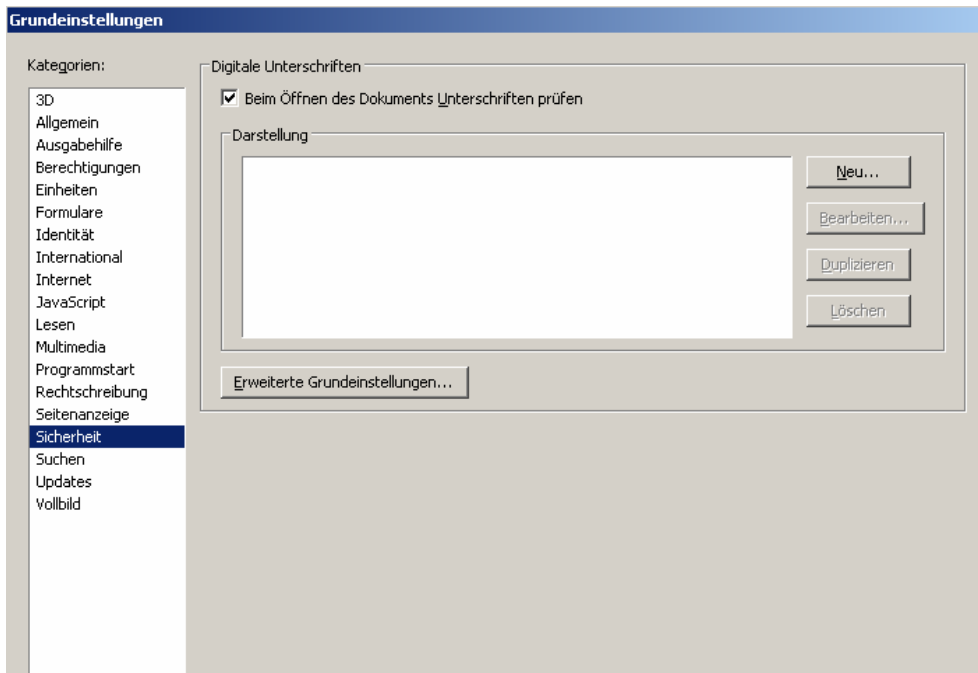 Grundeinstellungen
Kategorien:
3D
Allgemein
Ausgabehilfe
Berechtigungen
Einheiten
Formulare
Identität
International
Internet
JavaScript
Lesen
Multimedia
Programmstart
Rechtschreibung
Seitenanzeige
Sicherheit
Suchen
Updates
Vollbild
Digitale Unterschriften
Beim Öffnen des Dokuments Unterschriften prüfen
Darstellung
Neu...
Bearbeiten...
Duplizieren
Löschen
Erweiterte Grundeinstellungen...